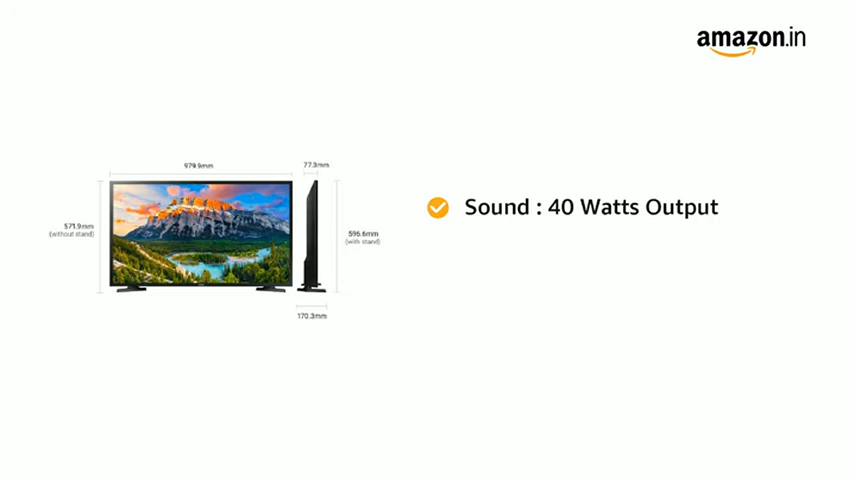 amazon.in
979.9mm
77.3mm
571.9mm
(without stand)
596.6mm
(with stand)
170.3mm
Sound : 40 Watts Output